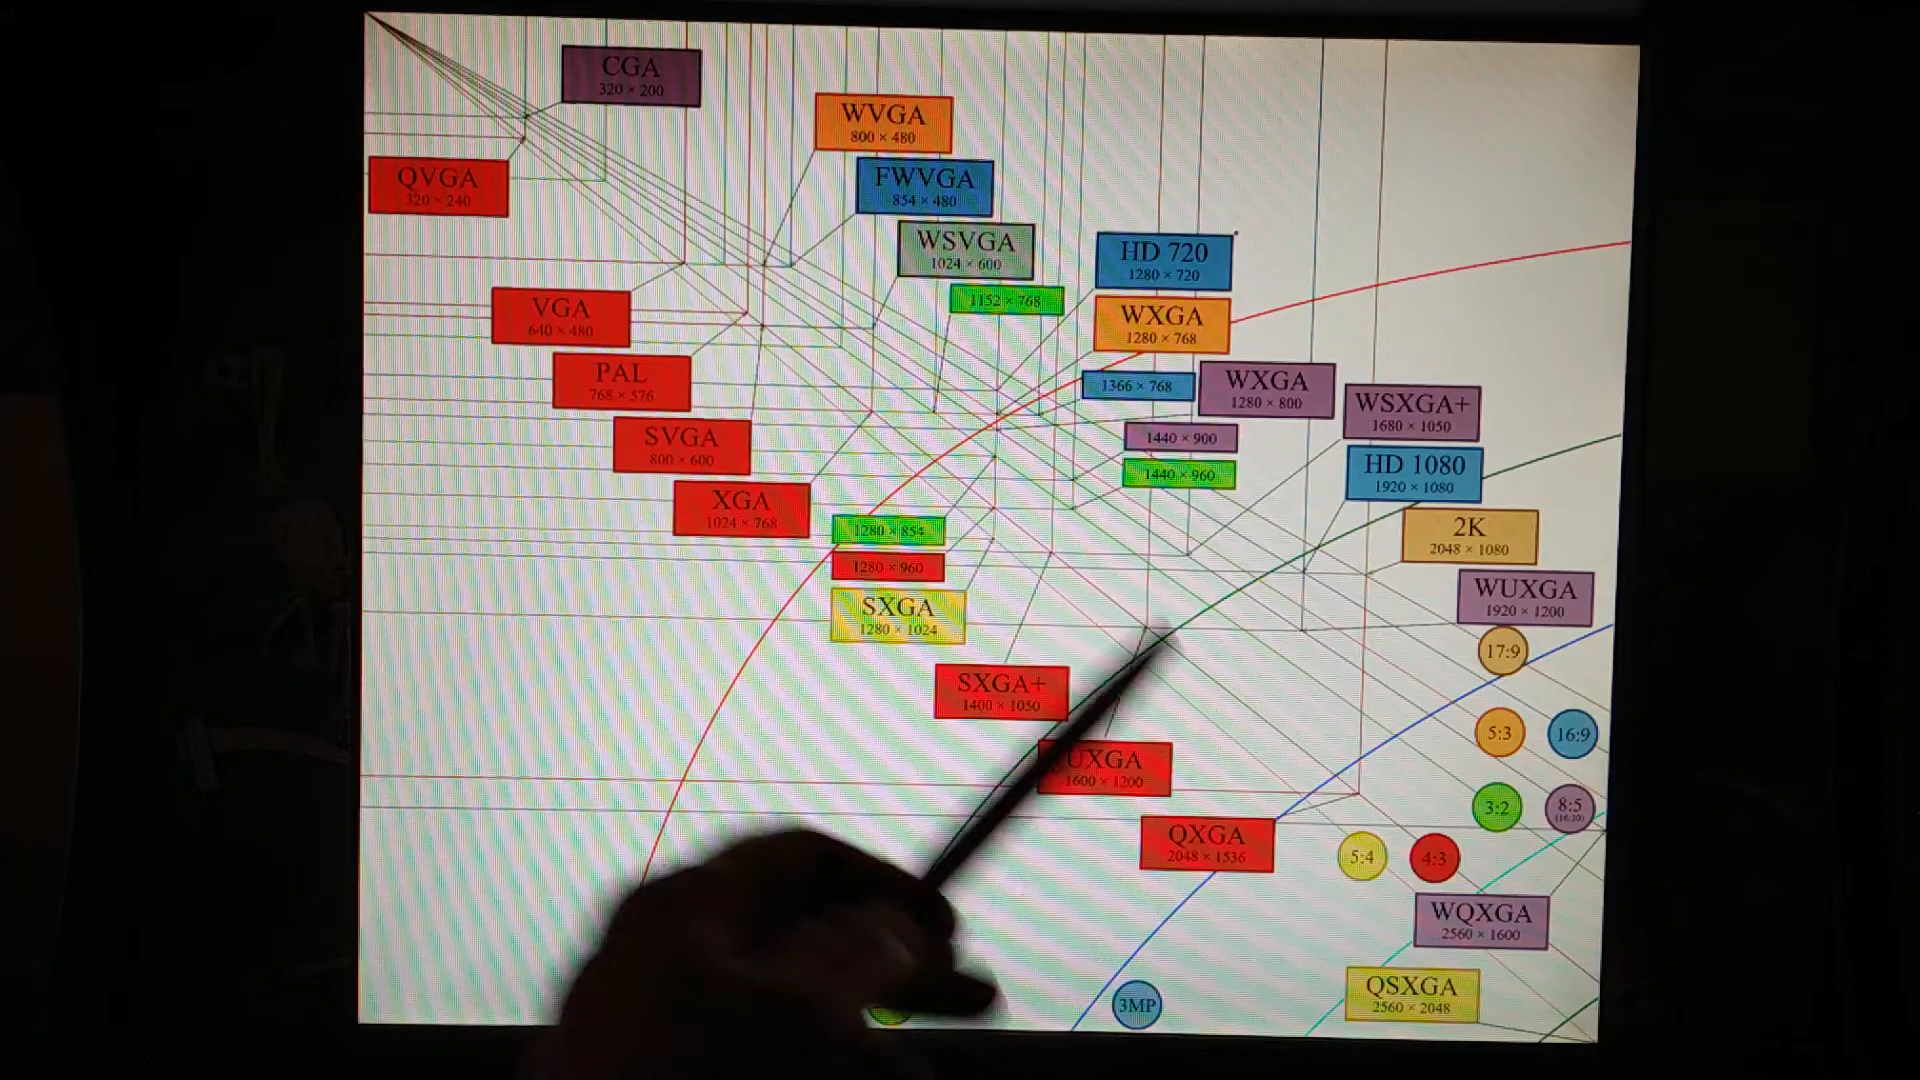 CGA
320 × 200
WVGA
800 × 480
QVGA
320 × 240
FWVGA
854 × 480
WSVGA
1024 × 600
HD 720
1280 × 720
1152 × 768
VGA
640 × 480
WXGA
1280 × 768
PAL
768 × 576
1366 × 768
WXGA
1280 × 800
WSXGA+
1680 × 1050
SVGA
800 × 600
1440 × 900
HD 1080
1920 × 1080
1440 × 960
XGA
1024 × 768
1280 × 854
2K
2048 × 1080
1280 × 960
SXGA
1280 × 1024
WUXGA
1920 × 1200
17:9
SXGA+
1400 × 1050
5:3
16:9
UXGA
1600 × 1200
3:2
8:5
(16:10)
QXGA
2048 × 1536
5:4
4:3
WQXGA
2560 × 1600
QSXGA
2560 × 2048
3MP